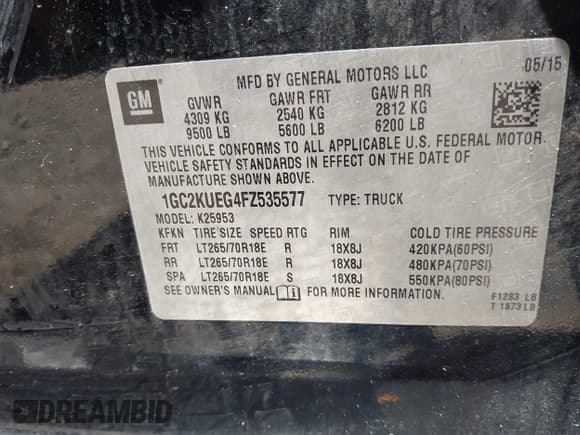 GM
MFD BY GENERAL MOTORS LLC
05/15
GVWR GAWR FRT GAWR RR
4309 KG 2540 KG 2812 KG
9500 LB 5600 LB 6200 LB
THIS VEHICLE CONFORMS TO ALL APPLICABLE U.S. FEDERAL MOTOR
VEHICLE SAFETY STANDARDS IN EFFECT ON THE DATE OF
MANUFACTURE SHOWN ABOVE.
1GC2KUEG4FZ535577 TYPE: TRUCK
MODEL: K25953
KFKN TIRE SIZE SPEED RTG RIM COLD TIRE PRESSURE
FRT LT265/70R18E R 18X8J 420KPA(60PSI)
RR LT265/70R18E R 18X8J 480KPA(70PSI)
SPA LT265/70R18E S 18X8J 550KPA(80PSI)
SEE OWNER'S MANUAL FOR MORE INFORMATION.
F1283 LB
T 1873 LB
DREAMBID